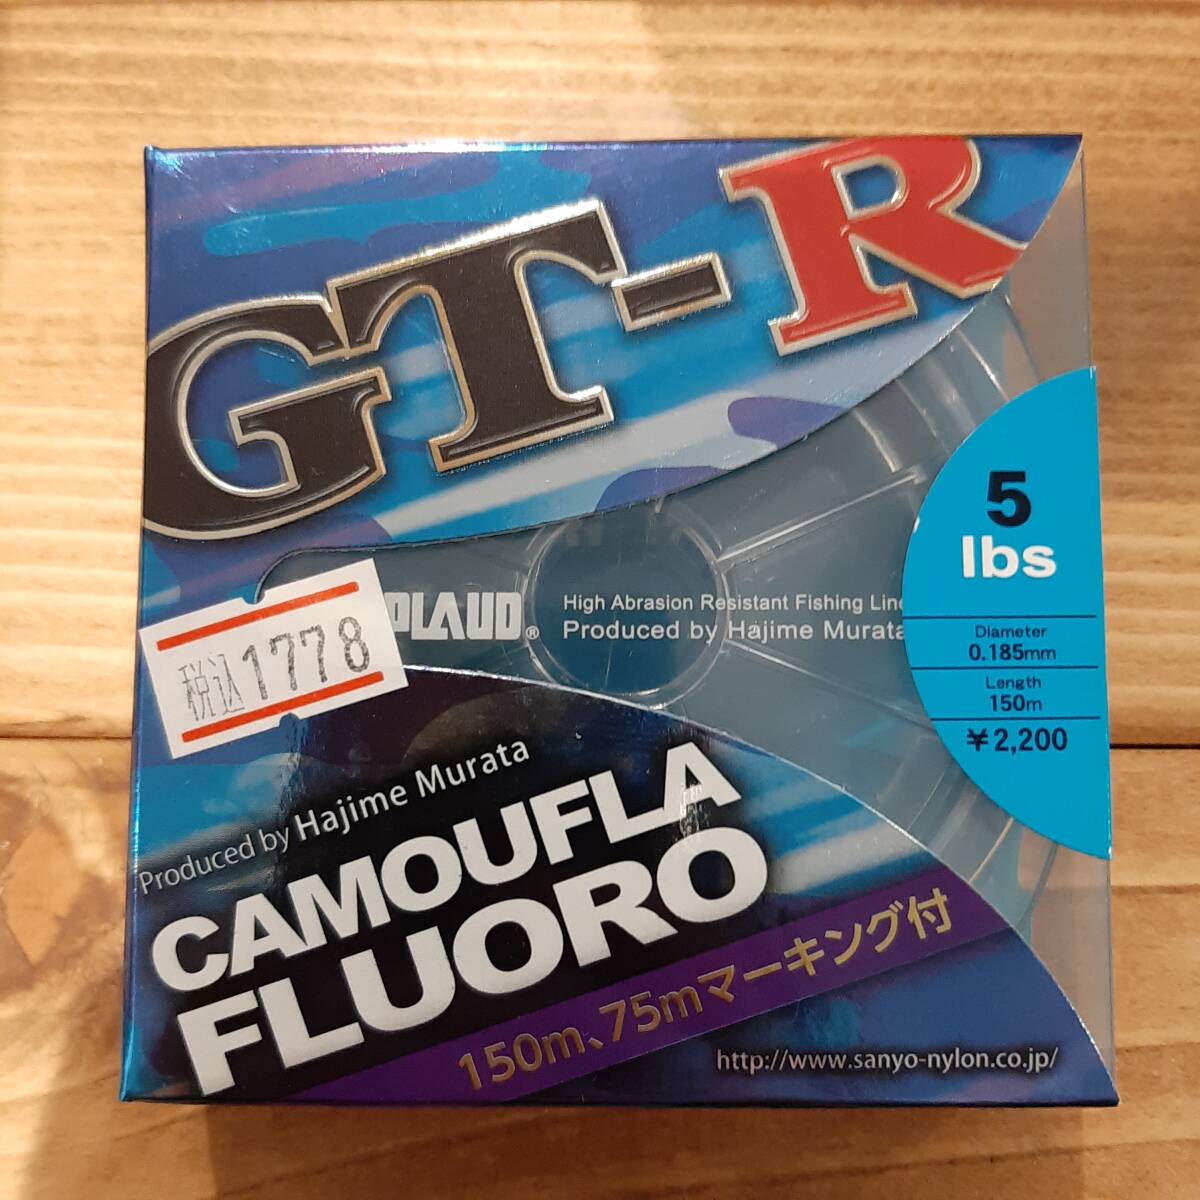 GT-R
5
lbs
Diameter
0.185mm
Length
150m
¥2,200
PLAUD®
High Abrasion Resistant Fishing Line
Produced by Hajime Murata
税込1778
Produced by Hajime Murata
CAMOUFLA
FLUORO
150m、75mマーキング付
http://www.sanyo-nylon.co.jp/